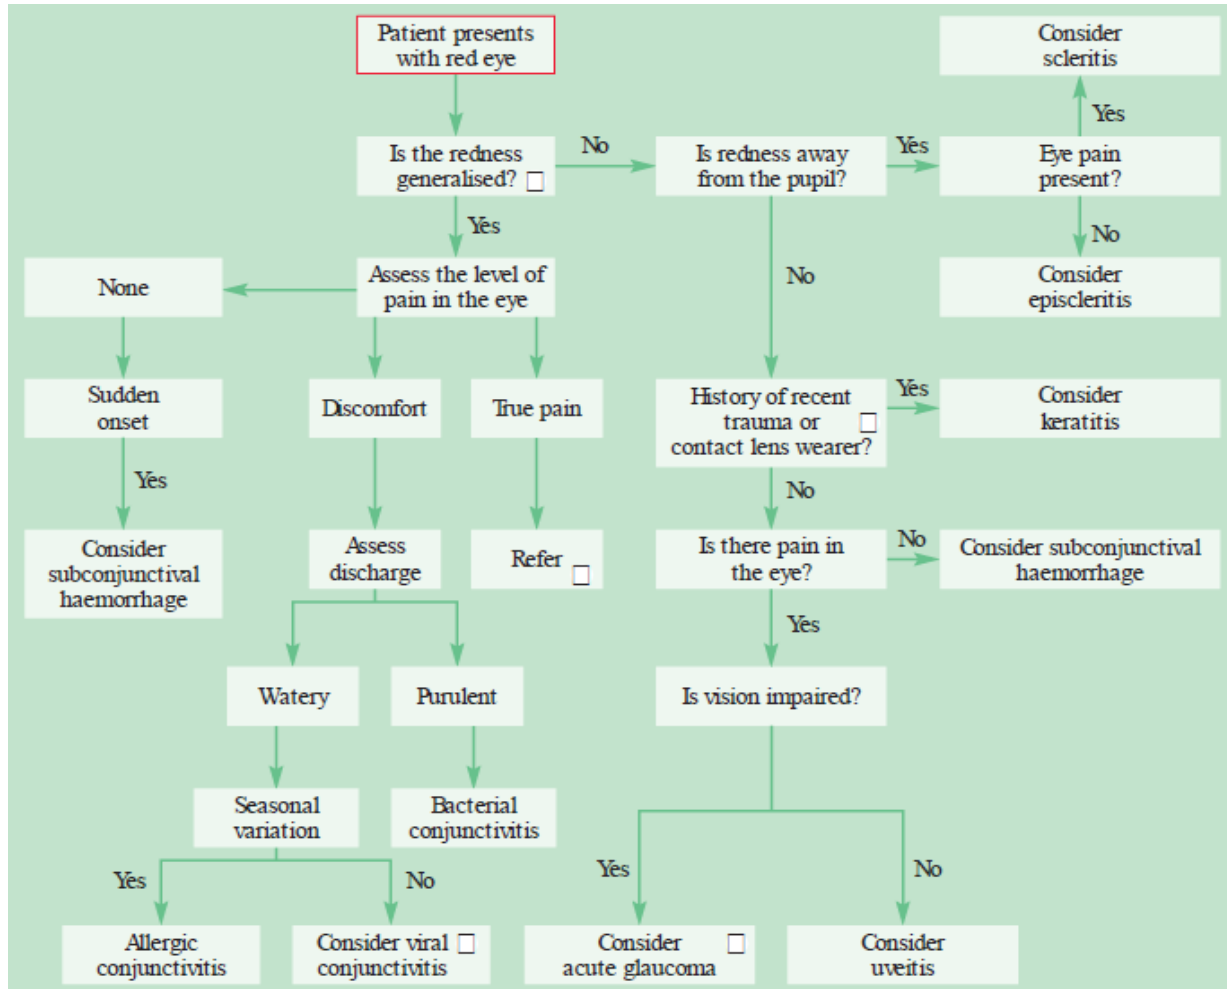 Patient presents
with red eye
Consider
scleritis
Yes
Is the redness
generalised? □
No
Is redness away
from the pupil?
Yes
Eye pain
present?
Yes
No
None
Assess the level of
pain in the eye
No
Consider
episcleritis
Sudden
onset
Discomfort
True pain
History of recent
trauma or □
contact lens wearer?
Yes
Consider
keratitis
Yes
No
Consider
subconjunctival
haemorrhage
Assess
discharge
Refer □
Is there pain in
the eye?
No
Consider subconjunctival
haemorrhage
Yes
Watery
Purulent
Is vision impaired?
Seasonal
variation
Bacterial
conjunctivitis
Yes
No
Yes
No
Allergic
conjunctivitis
Consider viral □
conjunctivitis
Consider □
acute glaucoma
Consider
uveitis